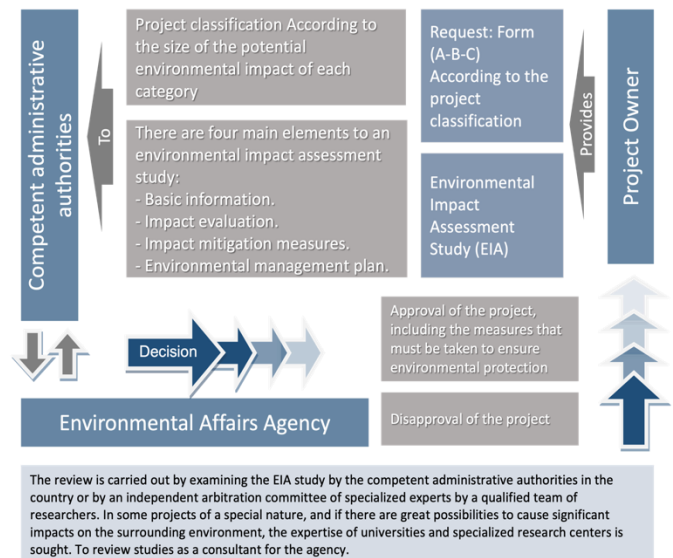 Competent administrative
authorities
To
Project classification According to
the size of the potential
environmental impact of each
category
There are four main elements to an
environmental impact assessment
study:
- Basic information.
- Impact evaluation.
- Impact mitigation measures.
- Environmental management plan.
Request: Form
(A-B-C)
According to the
project
classification
Environmental
Impact
Assessment
Study (EIA)
Provides
Project Owner
Decision
Approval of the project,
including the measures that
must be taken to ensure
environmental protection
Disapproval of the project
Environmental Affairs Agency
The review is carried out by examining the EIA study by the competent administrative authorities in the
country or by an independent arbitration committee of specialized experts by a qualified team of
researchers. In some projects of a special nature, and if there are great possibilities to cause significant
impacts on the surrounding environment, the expertise of universities and specialized research centers is
sought. To review studies as a consultant for the agency.